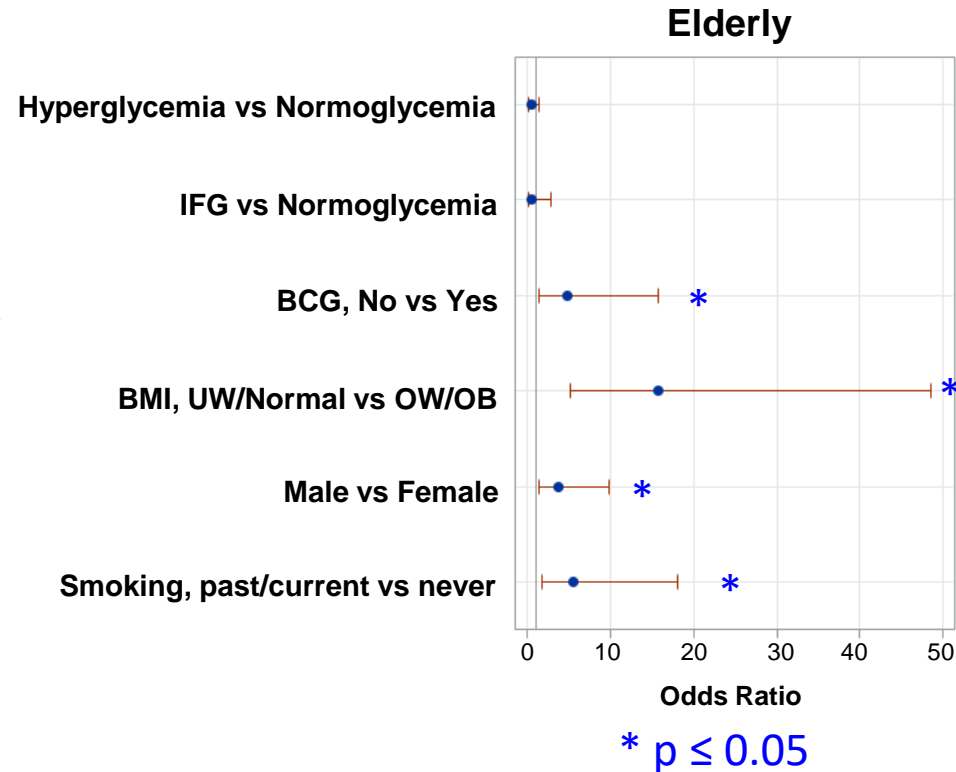 Elderly
Hyperglycemia vs Normoglycemia
IFG vs Normoglycemia
BCG, No vs Yes
*
BMI, UW/Normal vs OW/OB
*
Male vs Female
*
Smoking, past/current vs never
*
0 10 20 30 40 50
Odds Ratio
* p ≤ 0.05